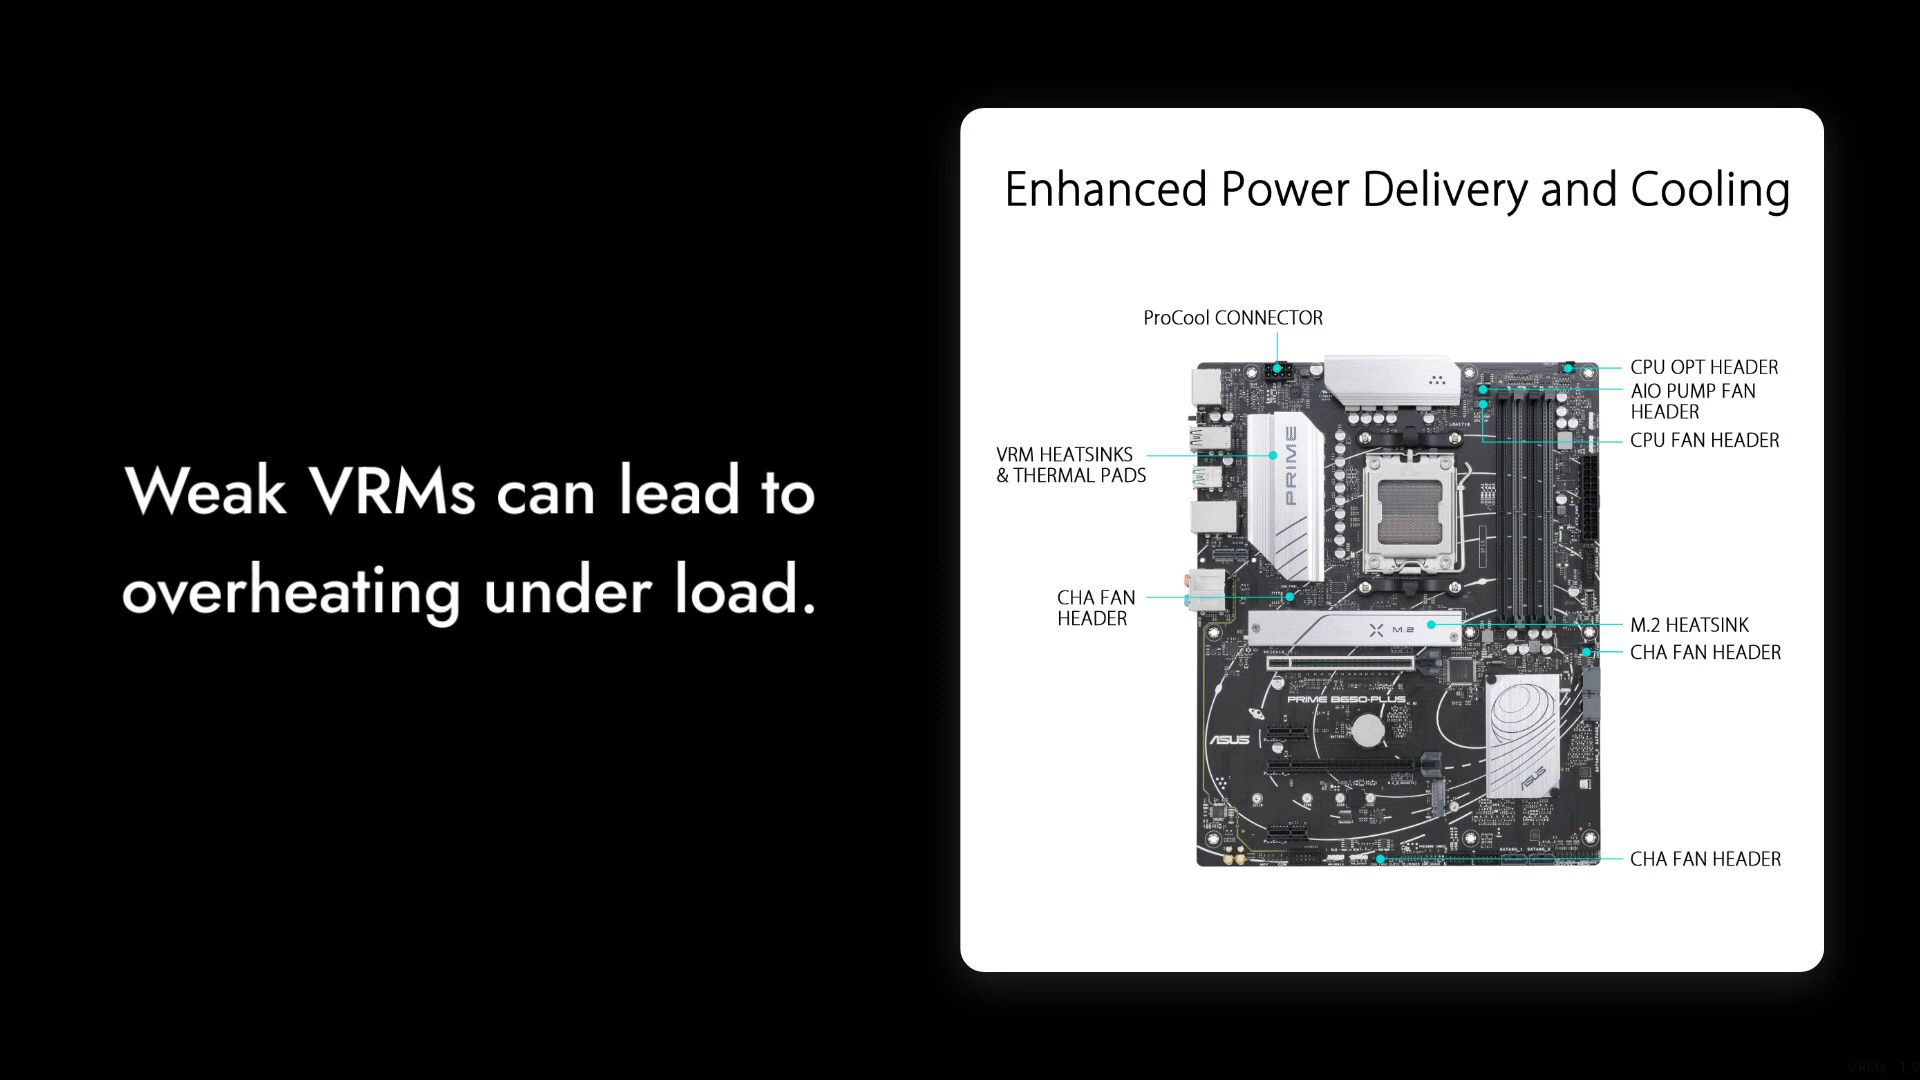 Weak VRMs can lead to
overheating under load.
Enhanced Power Delivery and Cooling
ProCool CONNECTOR
CPU OPT HEADER
AIO PUMP FAN
HEADER
CPU FAN HEADER
VRM HEATSINKS
& THERMAL PADS
CHA FAN
HEADER
M.2 HEATSINK
CHA FAN HEADER
CHA FAN HEADER
PRIME
M.2
PRIME B650-PLUS
ASUS
ASUS